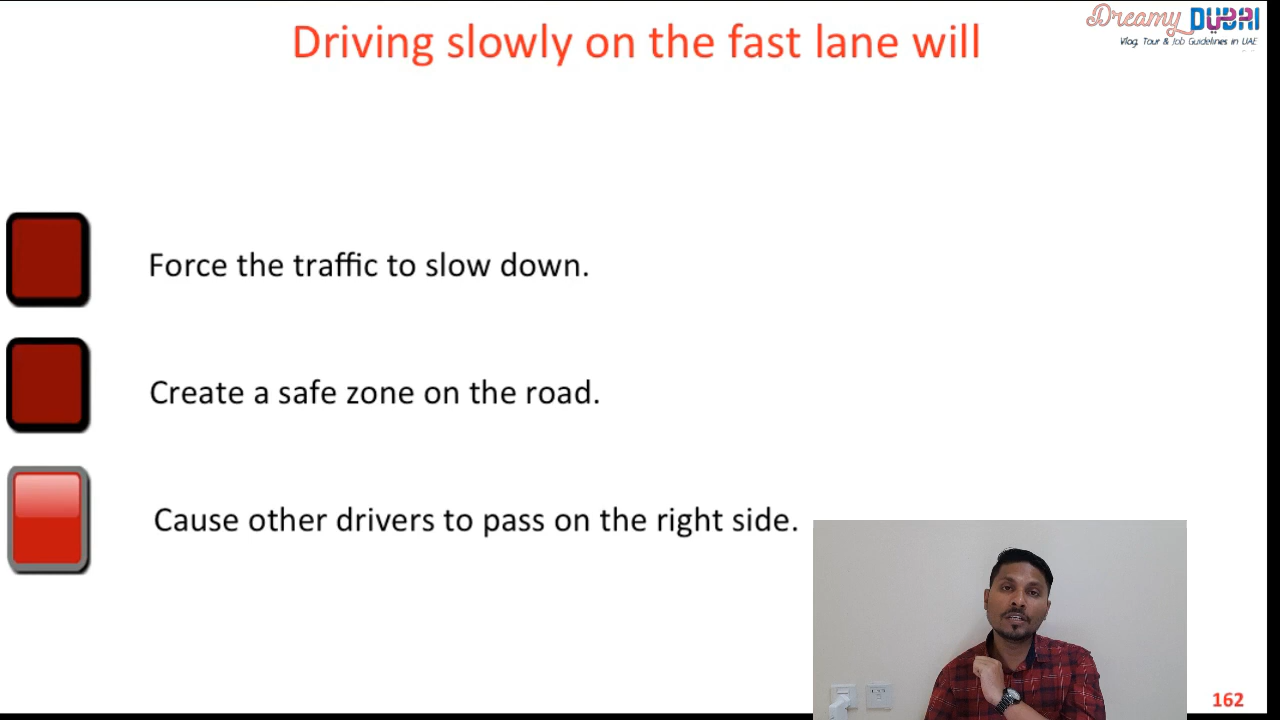 Driving slowly on the fast lane will
Dreamy DUBAI
Vlog, Tour & Job Guidelines in UAE
Force the traffic to slow down.
Create a safe zone on the road.
Cause other drivers to pass on the right side.
162